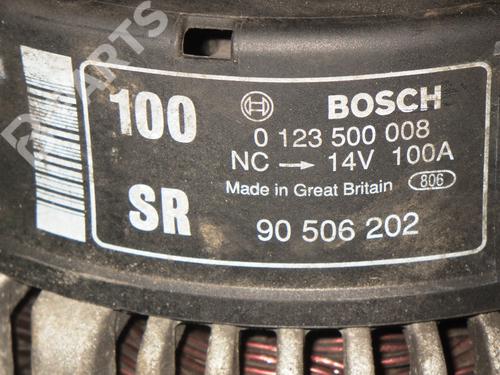 100
BOSCH
0 123 500 008
NC → 14V 100A
Made in Great Britain 806
SR
90 506 202